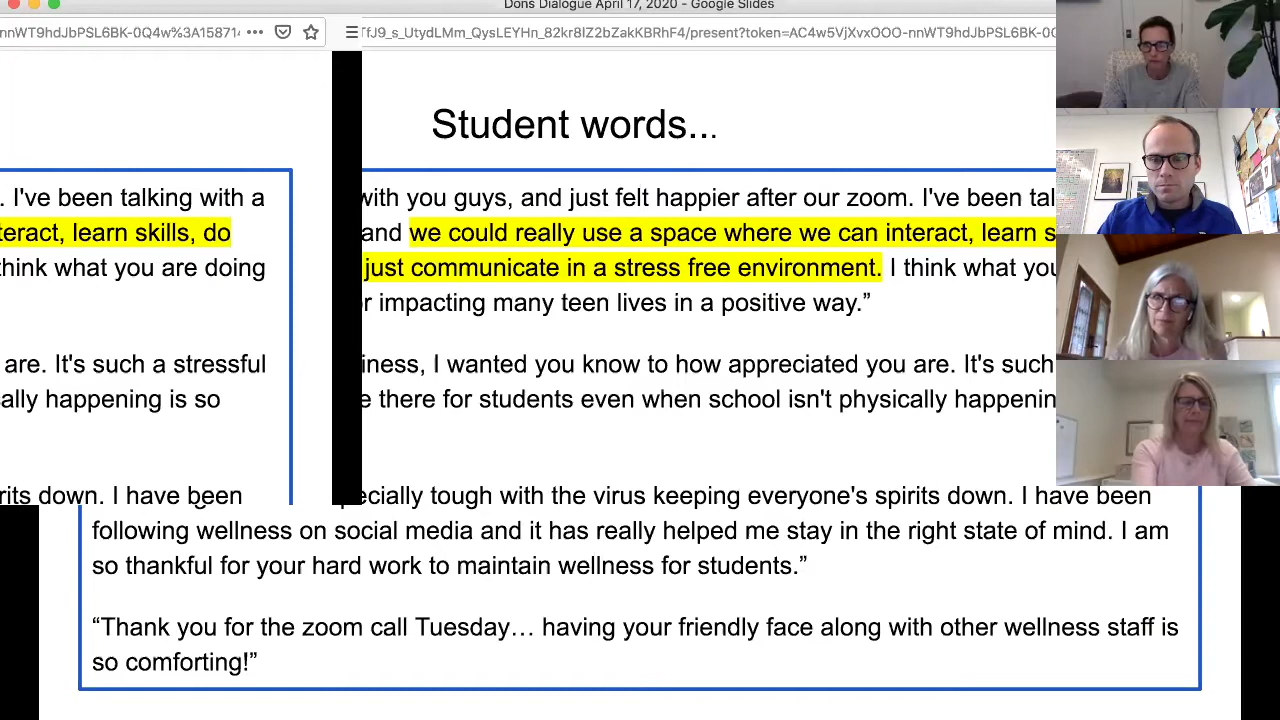 Dons Dialogue April 17, 2020 - Google Slides
nnWT9hdJbPSL6BK-0Q4w%3A15871
Student words...
. I've been talking with a
teract, learn skills, do
think what you are doing
are. It's such a stressful
ally happening is so
rits down. I have been
with you guys, and just felt happier after our zoom. I've been tal
and we could really use a space where we can interact, learn s
just communicate in a stress free environment. I think what you
r impacting many teen lives in a positive way.”
iness, I wanted you know to how appreciated you are. It's such
e there for students even when school isn't physically happenin
pecially tough with the virus keeping everyone's spirits down. I have been
following wellness on social media and it has really helped me stay in the right state of mind. I am
so thankful for your hard work to maintain wellness for students.”
“Thank you for the zoom call Tuesday… having your friendly face along with other wellness staff is
so comforting!”